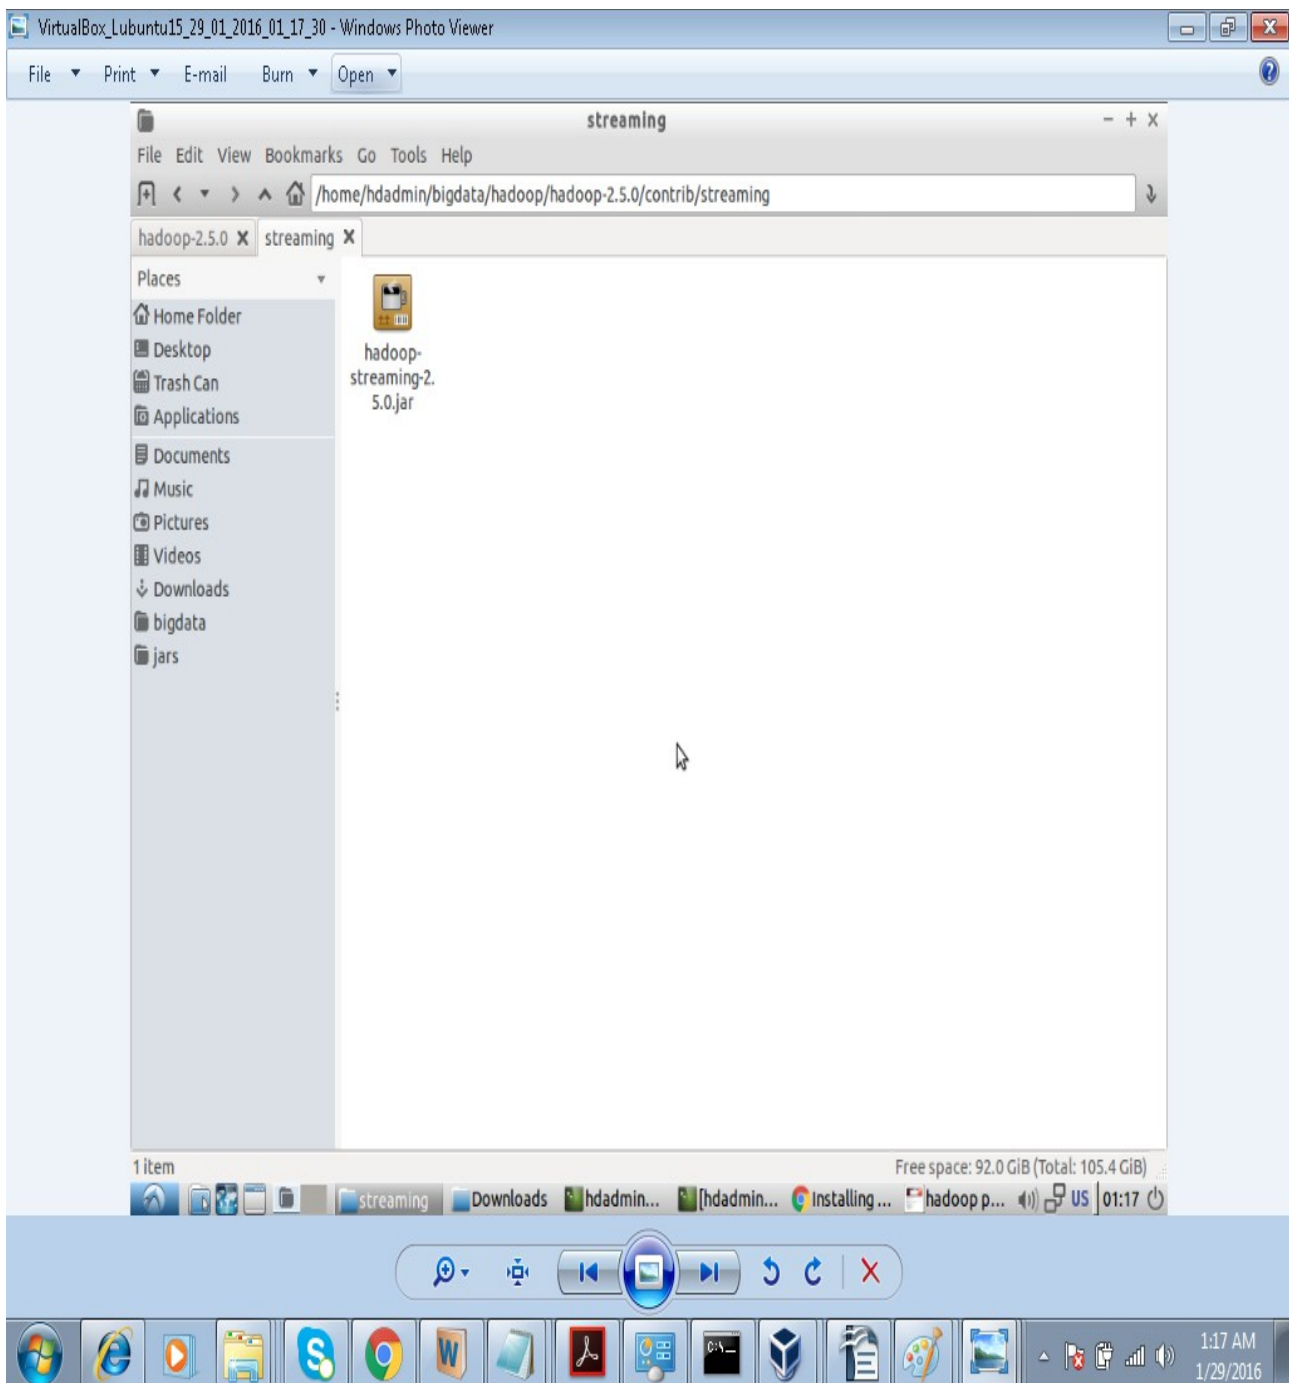 VirtualBox_Lubuntu15_29_01_2016_01_17_30 - Windows Photo Viewer
File Print E-mail Burn Open
streaming
File Edit View Bookmarks Go Tools Help
/home/hdadmin/bigdata/hadoop/hadoop-2.5.0/contrib/streaming
hadoop-2.5.0 streaming
Places
Home Folder
Desktop
Trash Can
Applications
Documents
Music
Pictures
Videos
Downloads
bigdata
jars
hadoop-
streaming-2.
5.0.jar
1 item
Free space: 92.0 GiB (Total: 105.4 GiB)
streaming Downloads hdadmin... [hdadmin... Installing ... hadoop p... US 01:17
C:\_
1:17 AM
1/29/2016